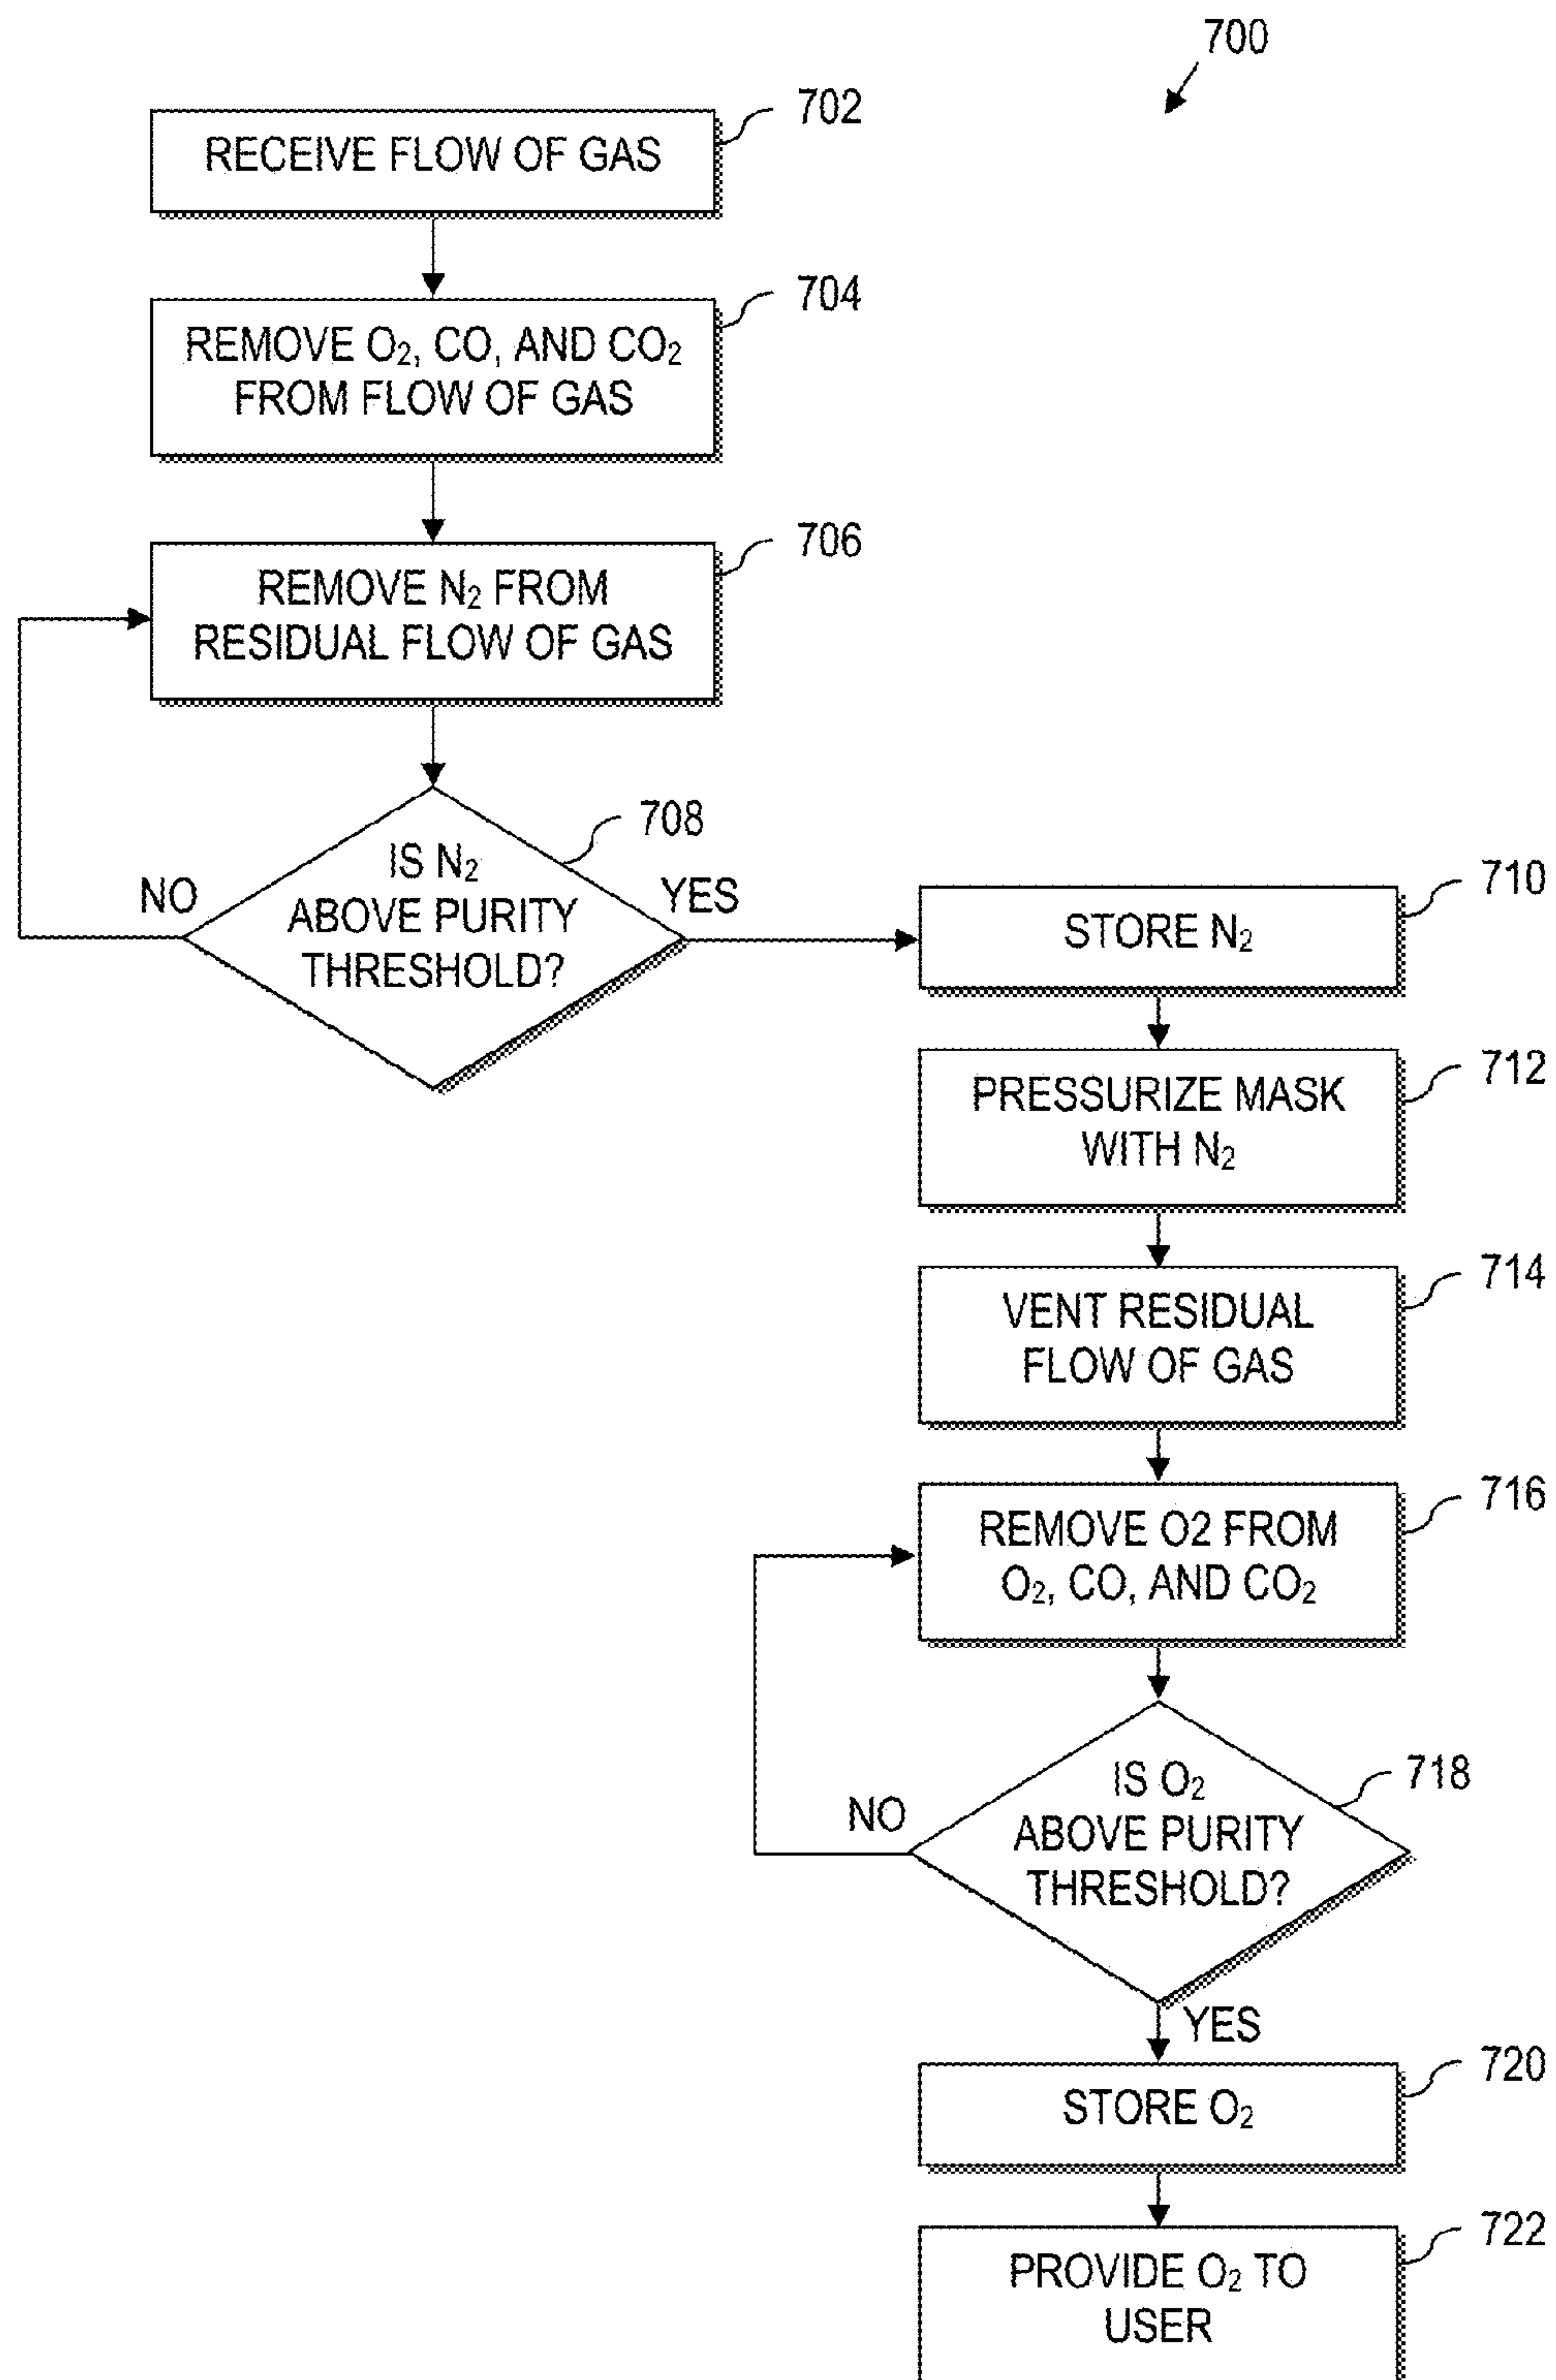 700
702
RECEIVE FLOW OF GAS
704
REMOVE O₂, CO, AND CO₂
FROM FLOW OF GAS
706
REMOVE N₂ FROM
RESIDUAL FLOW OF GAS
708
IS N₂
ABOVE PURITY
THRESHOLD?
NO
YES
710
STORE N₂
712
PRESSURIZE MASK
WITH N₂
714
VENT RESIDUAL
FLOW OF GAS
716
REMOVE O2 FROM
O₂, CO, AND CO₂
718
IS O₂
ABOVE PURITY
THRESHOLD?
NO
YES
720
STORE O₂
722
PROVIDE O₂ TO
USER